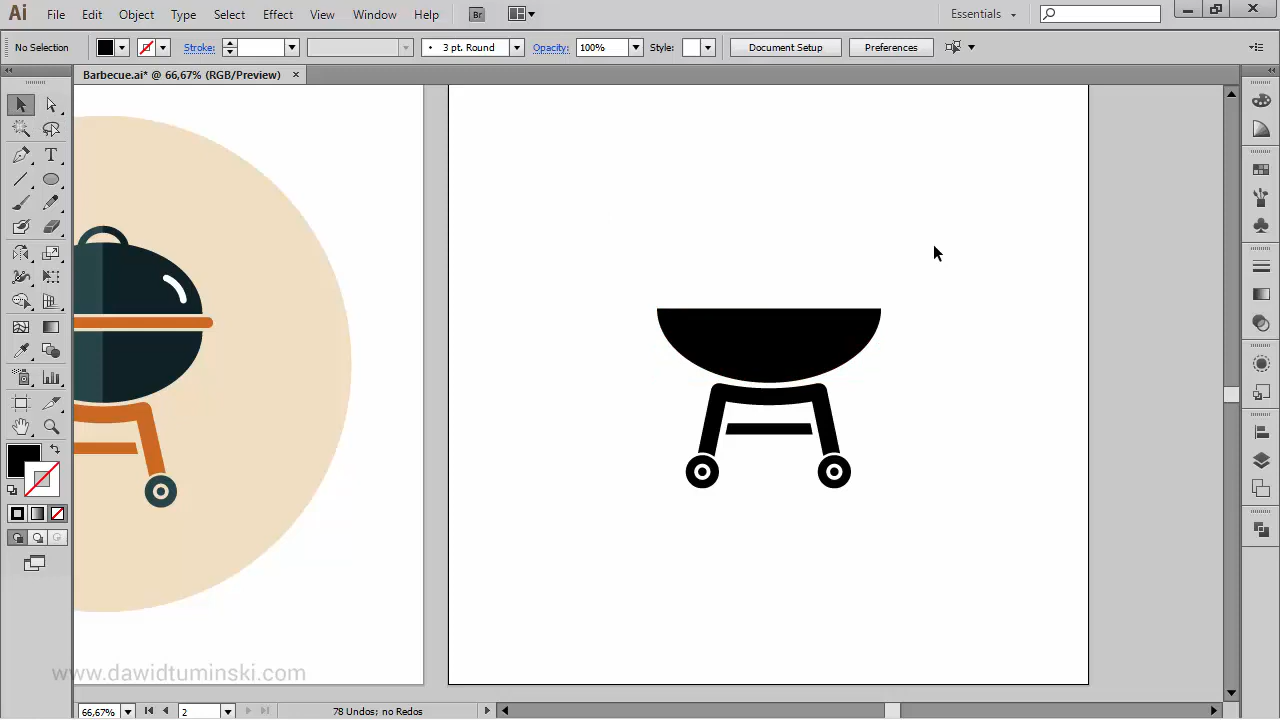 Ai File Edit Object Type Select Effect View Window Help Br Essentials
No Selection Stroke: 3 pt. Round Opacity: 100% Style: Document Setup Preferences
Barbecue.ai* @ 66,67% (RGB/Preview)
T
www.dawidtuminski.com
66,67% 2 78 Undos; no Redos